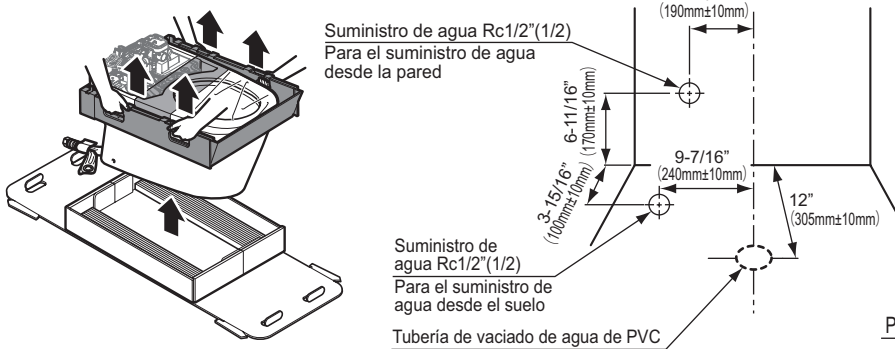 (190mm±10mm)
Suministro de agua Rc1/2”(1/2)
Para el suministro de agua
desde la pared
6-11/16”
(170mm±10mm)
9-7/16”
(240mm±10mm)
3-15/16”
(100mm±10mm)
12”
(305mm±10mm)
Suministro de
agua Rc1/2”(1/2)
Para el suministro de
agua desde el suelo
Tubería de vaciado de agua de PVC
P